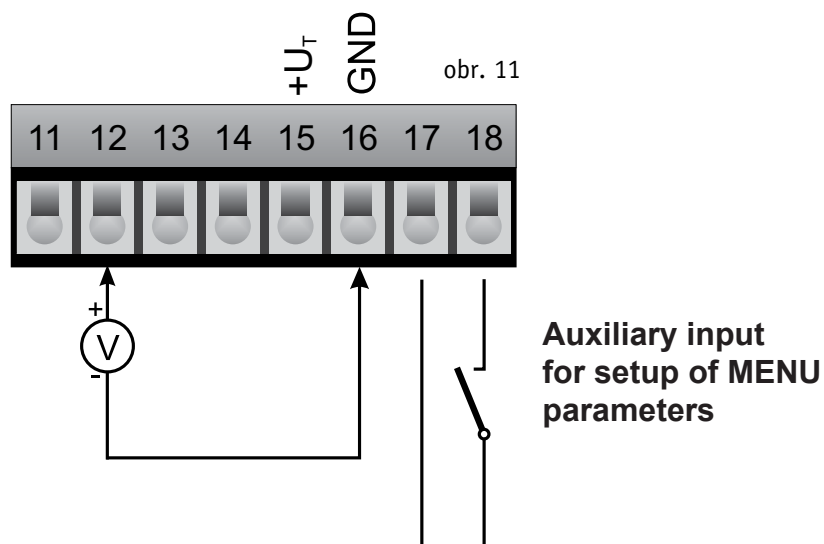 +U_T
GND
obr. 11
11 12 13 14 15 16 17 18
+
V
-
Auxiliary input
for setup of MENU
parameters